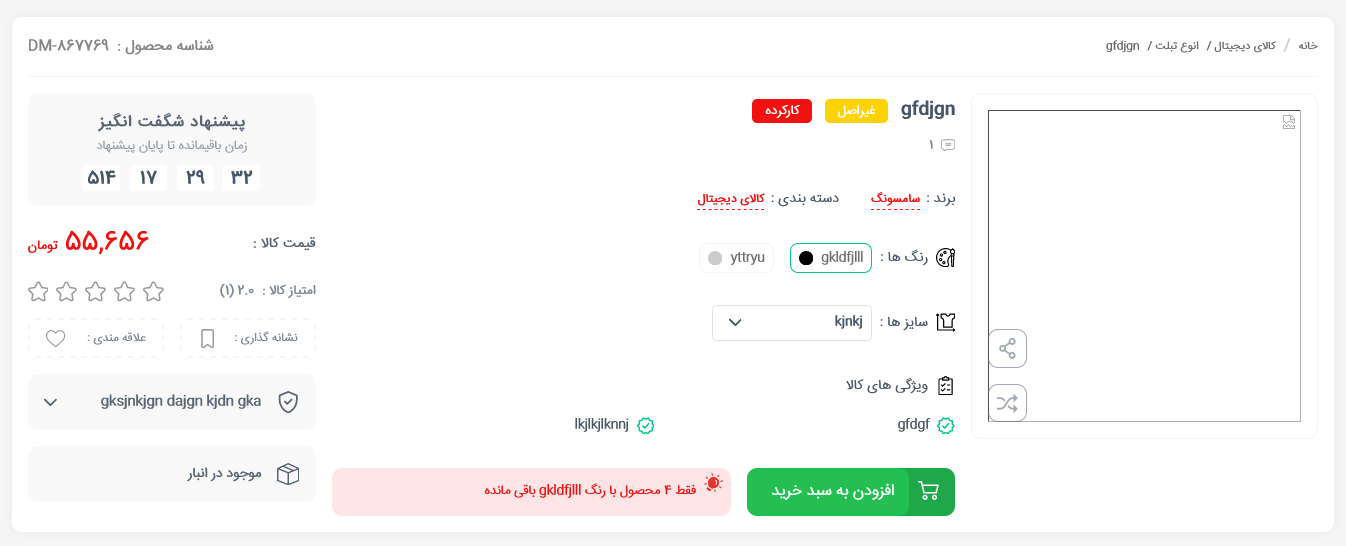 خانه / کالای دیجیتال / انوع تبلت / gfdjgn
شناسه محصول : DM-۸۶۷۷۶۹
gfdjgn غیراصل کارکرده
۱
برند : سامسونگ دسته بندی : کالای دیجیتال
رنگ ها : gkldfjlll yttryu
سایز ها : kjnkj
ویژگی های کالا
gfdgf lkjlkjlknnj
افزودن به سبد خرید
فقط ۴ محصول با رنگ gkldfjlll باقی مانده
پیشنهاد شگفت انگیز
زمان باقیمانده تا پایان پیشنهاد
۵۱۴ ۱۷ ۲۹ ۳۲
قیمت کالا : ۵۵,۶۵۶ تومان
امتیاز کالا : ۲.۰ (۱)
نشانه گذاری : علاقه مندی :
gksjnkjgn dajgn kjdn gka
موجود در انبار